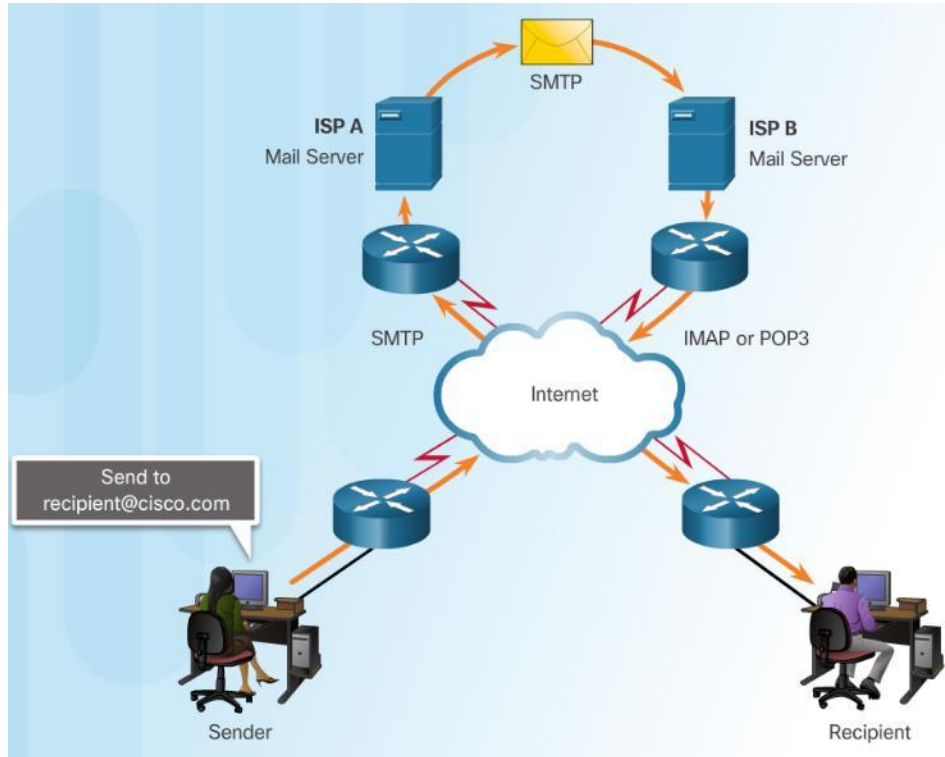 SMTP
ISP A
Mail Server
ISP B
Mail Server
SMTP
IMAP or POP3
Internet
Send to
recipient@cisco.com
Sender
Recipient